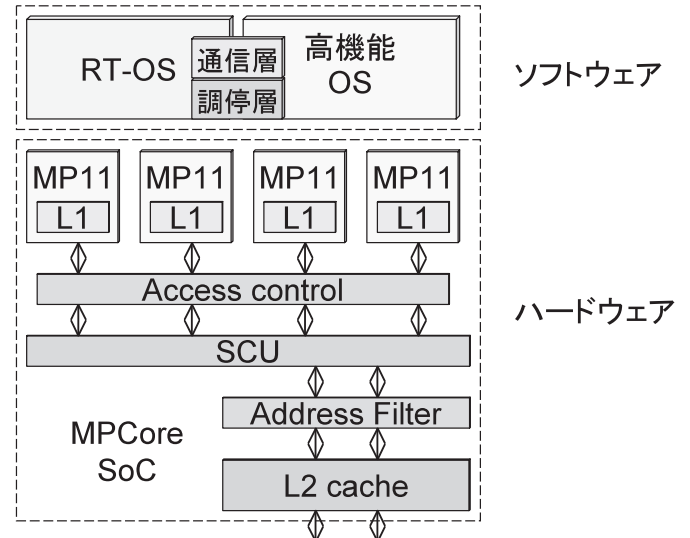 RT-OS
通信層
調停層
高機能
OS
ソフトウェア
MP11 MP11 MP11 MP11
L1 L1 L1 L1
Access control
ハードウェア
SCU
Address Filter
MPCore
SoC
L2 cache